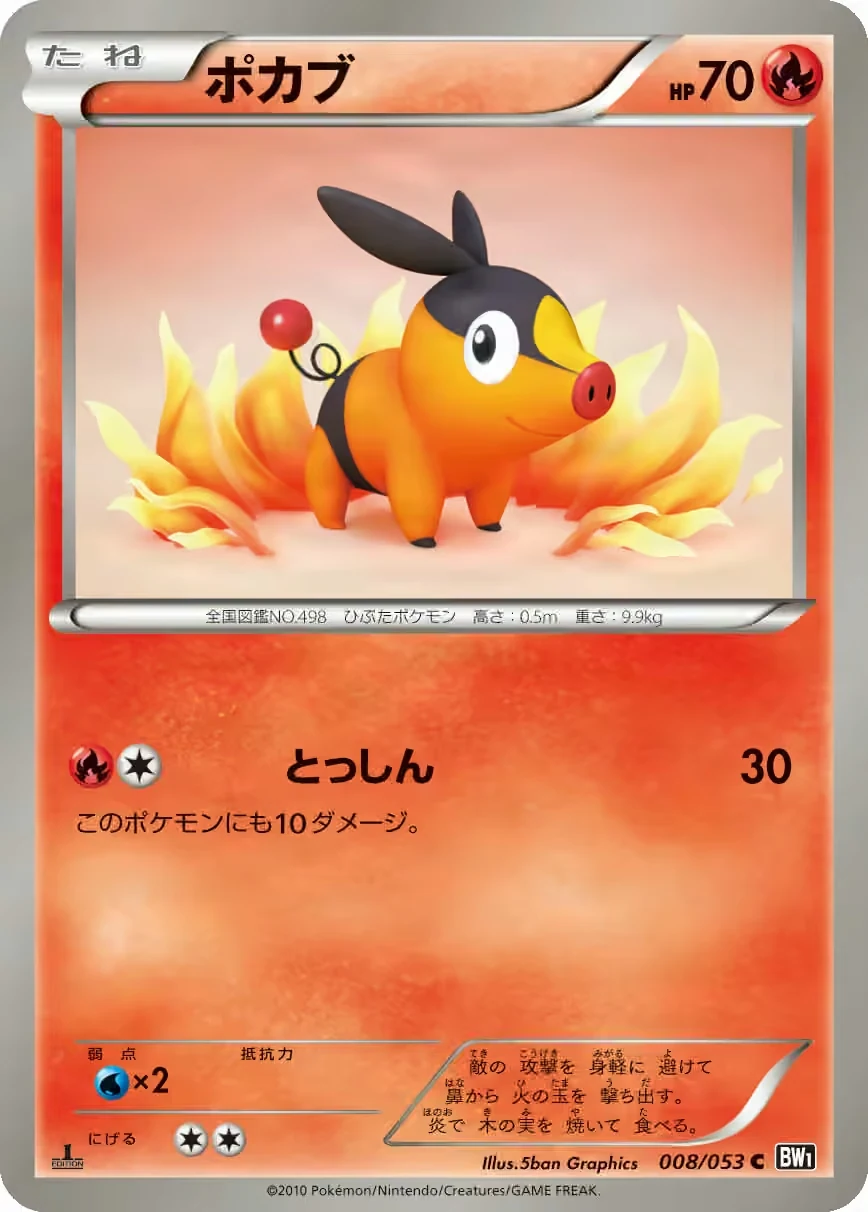 たね ポカブ HP70
全国図鑑NO.498 ひぶたポケモン 高さ：0.5m 重さ：9.9kg
とっしん 30
このポケモンにも10ダメージ。
弱点 抵抗力
×2
にげる
敵の 攻撃を 身軽に 避けて
鼻から 火の玉を 撃ち出す。
炎で 木の実を 焼いて 食べる。
1 EDITION
Illus.5ban Graphics 008/053 C BW1
©2010 Pokémon/Nintendo/Creatures/GAME FREAK.